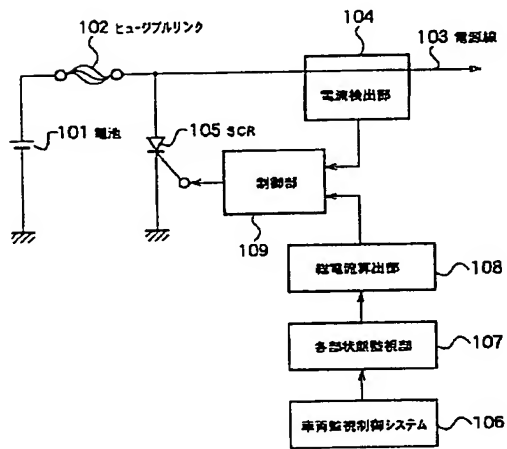 102 ヒュージブルリンク
104
103 電源線
電流検出部
101 電池
105 SCR
制御部
109
総電流算出部
108
各部状態監視部
107
車両監視制御システム
106